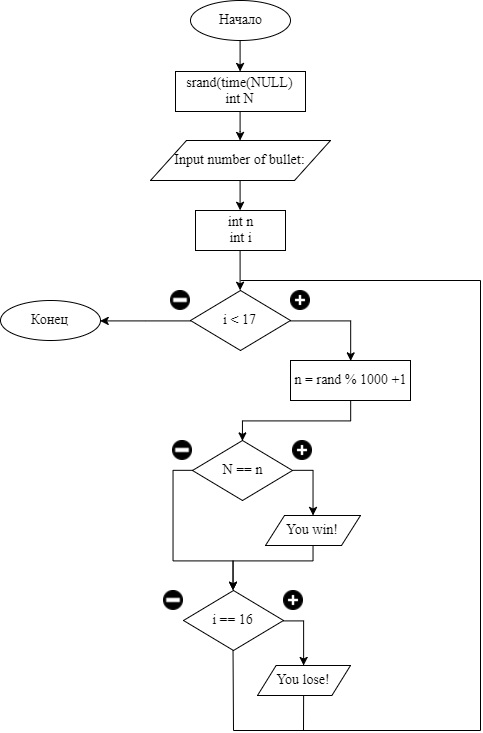 Начало
srand(time(NULL)
int N
Input number of bullet:
int n
int i
i < 17
Конец
n = rand % 1000 +1
N == n
You win!
i == 16
You lose!